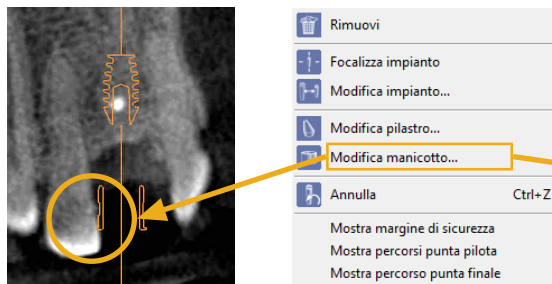 Rimuovi
Focalizza impianto
Modifica impianto...
Modifica pilastro...
Modifica manicotto...
Annulla Ctrl+Z
Mostra margine di sicurezza
Mostra percorsi punta pilota
Mostra percorso punta finale